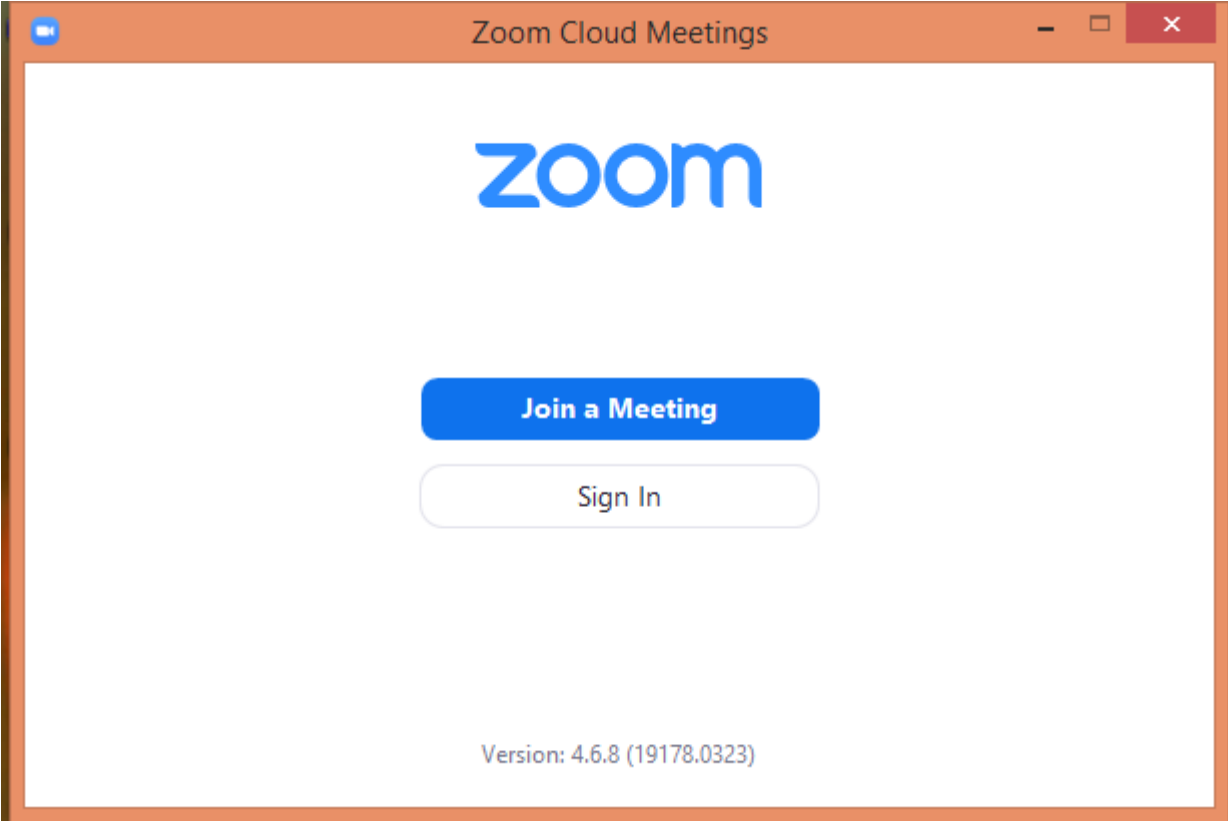 Zoom Cloud Meetings
zoom
Join a Meeting
Sign In
Version: 4.6.8 (19178.0323)